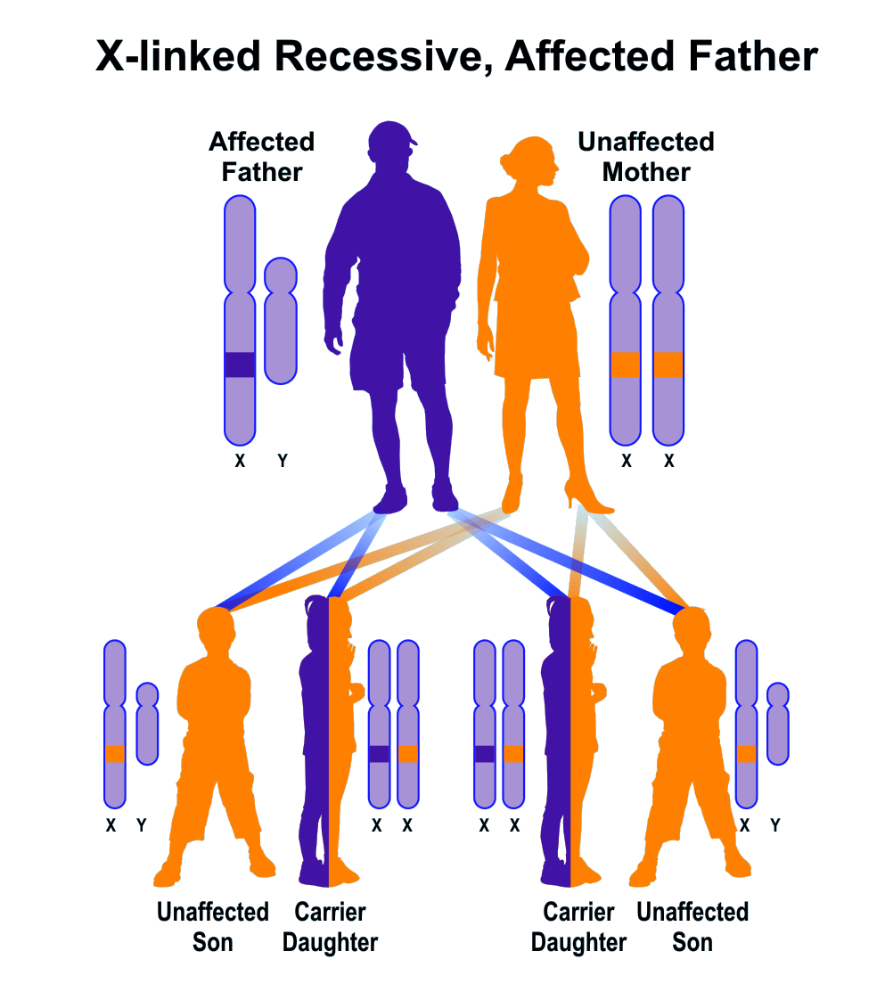 X-linked Recessive, Affected Father
Affected
Father
Unaffected
Mother
X Y
X X
X Y
X X
X X
X Y
Unaffected
Son
Carrier
Daughter
Carrier
Daughter
Unaffected
Son